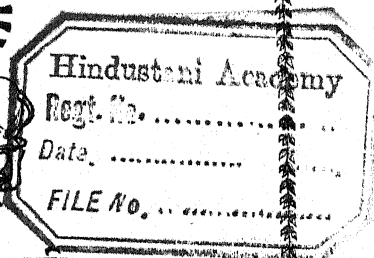 Hindustani Academy
Regt. No. ....................
Date. ....................
FILE No. ....................